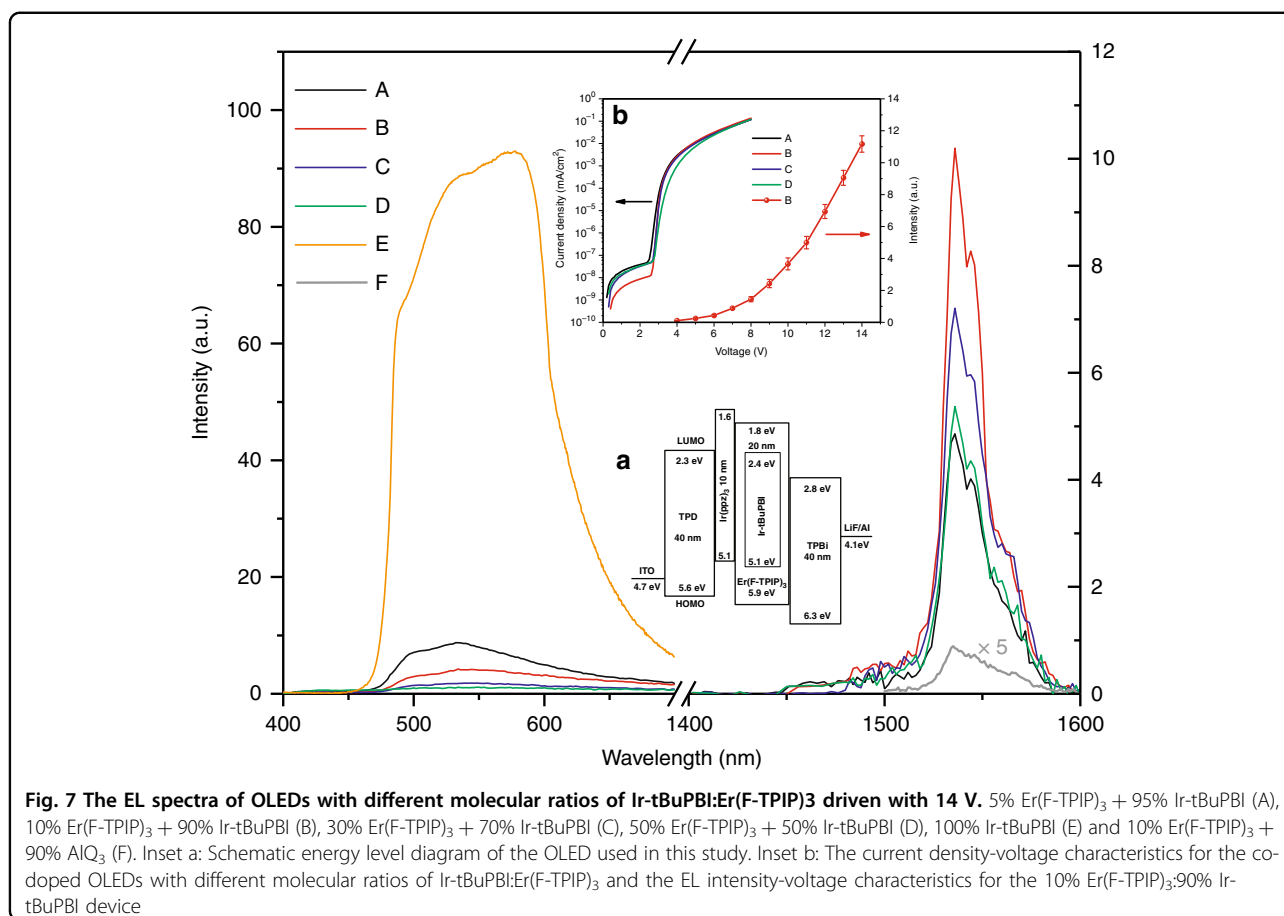 12
100
A
B
C
D
E
F
80
60
40
20
0
Intensity (a.u.)
10
8
6
4
2
0
b
10⁰
10⁻¹
10⁻²
10⁻³
10⁻⁴
10⁻⁵
10⁻⁶
10⁻⁷
10⁻⁸
10⁻⁹
10⁻¹⁰
Current density (mA/cm²)
A
B
C
D
B
14
12
10
8
6
4
2
0
Intensity (a.u.)
0 2 4 6 8 10 12 14
Voltage (V)
a
LUMO
2.3 eV
TPD
40 nm
5.6 eV
HOMO
ITO
4.7 eV
1.6
Ir(ppz)₃ 10 nm
5.1
1.8 eV
20 nm
2.4 eV
Ir-tBuPBI
5.1 eV
Er(F-TPIP)₃
5.9 eV
2.8 eV
TPBi
40 nm
6.3 eV
LiF/Al
4.1eV
× 5
400 500 600 1400 1500 1600
Wavelength (nm)
Fig. 7 The EL spectra of OLEDs with different molecular ratios of Ir-tBuPBI:Er(F-TPIP)3 driven with 14 V. 5% Er(F-TPIP)₃ + 95% Ir-tBuPBI (A),
10% Er(F-TPIP)₃ + 90% Ir-tBuPBI (B), 30% Er(F-TPIP)₃ + 70% Ir-tBuPBI (C), 50% Er(F-TPIP)₃ + 50% Ir-tBuPBI (D), 100% Ir-tBuPBI (E) and 10% Er(F-TPIP)₃ +
90% AlQ₃ (F). Inset a: Schematic energy level diagram of the OLED used in this study. Inset b: The current density-voltage characteristics for the co-
doped OLEDs with different molecular ratios of Ir-tBuPBI:Er(F-TPIP)₃ and the EL intensity-voltage characteristics for the 10% Er(F-TPIP)₃:90% Ir-
tBuPBI device